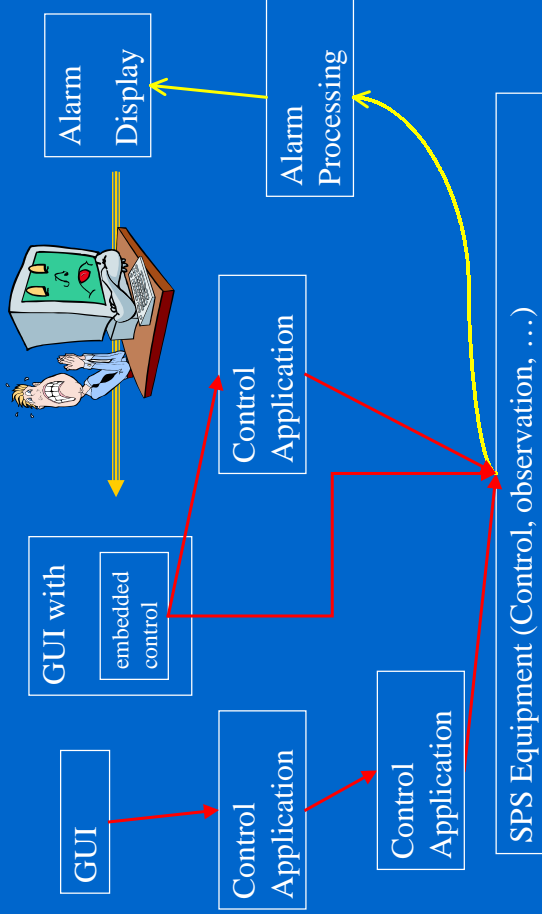 GUI
GUI with
embedded
control
Alarm
Display
Control
Application
Control
Application
Alarm
Processing
Control
Application
SPS Equipment (Control, observation, …)